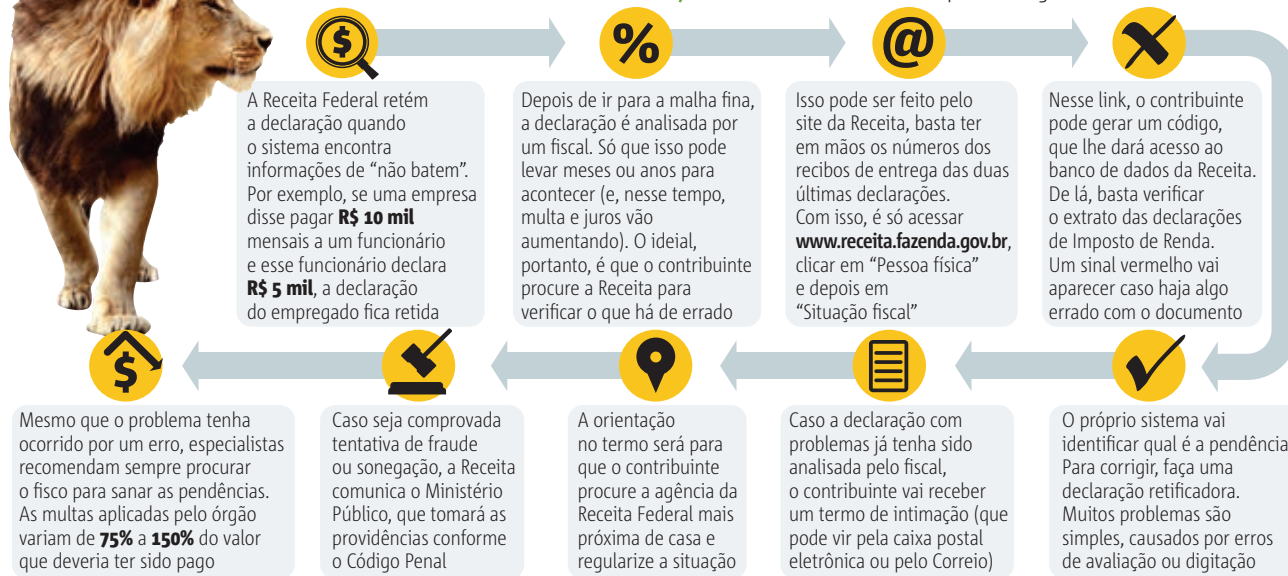 A Receita Federal retém
a declaração quando
o sistema encontra
informações de “não batem”.
Por exemplo, se uma empresa
disse pagar R$ 10 mil
mensais a um funcionário
e esse funcionário declara
R$ 5 mil, a declaração
do empregado fica retida
%
Depois de ir para a malha fina,
a declaração é analisada por
um fiscal. Só que isso pode
levar meses ou anos para
acontecer (e, nesse tempo,
multa e juros vão
aumentando). O ideal,
portanto, é que o contribuinte
procure a Receita para
verificar o que há de errado
@
Isso pode ser feito pelo
site da Receita, basta ter
em mãos os números dos
recibos de entrega das duas
últimas declarações.
Com isso, é só acessar
www.receita.fazenda.gov.br,
clicar em “Pessoa física”
e depois em
“Situação fiscal”
Nesse link, o contribuinte
pode gerar um código,
que lhe dará acesso ao
banco de dados da Receita.
De lá, basta verificar
o extrato das declarações
de Imposto de Renda.
Um sinal vermelho vai
aparecer caso haja algo
errado com o documento
O próprio sistema vai
identificar qual é a pendência
Para corrigir, faça uma
declaração retificadora.
Muitos problemas são
simples, causados por erros
de avaliação ou digitação
Caso a declaração com
problemas já tenha sido
analisada pelo fiscal,
o contribuinte vai receber
um termo de intimação (que
pode vir pela caixa postal
eletrônica ou pelo Correio)
A orientação
no termo será para
que o contribuinte
procure a agência da
Receita Federal mais
próxima de casa e
regularize a situação
Caso seja comprovada
tentativa de fraude
ou sonegação, a Receita
comunica o Ministério
Público, que tomará as
providências conforme
o Código Penal
$
Mesmo que o problema tenha
ocorrido por um erro, especialistas
recomendam sempre procurar
o fisco para sanar as pendências.
As multas aplicadas pelo órgão
variam de 75% a 150% do valor
que deveria ter sido pago